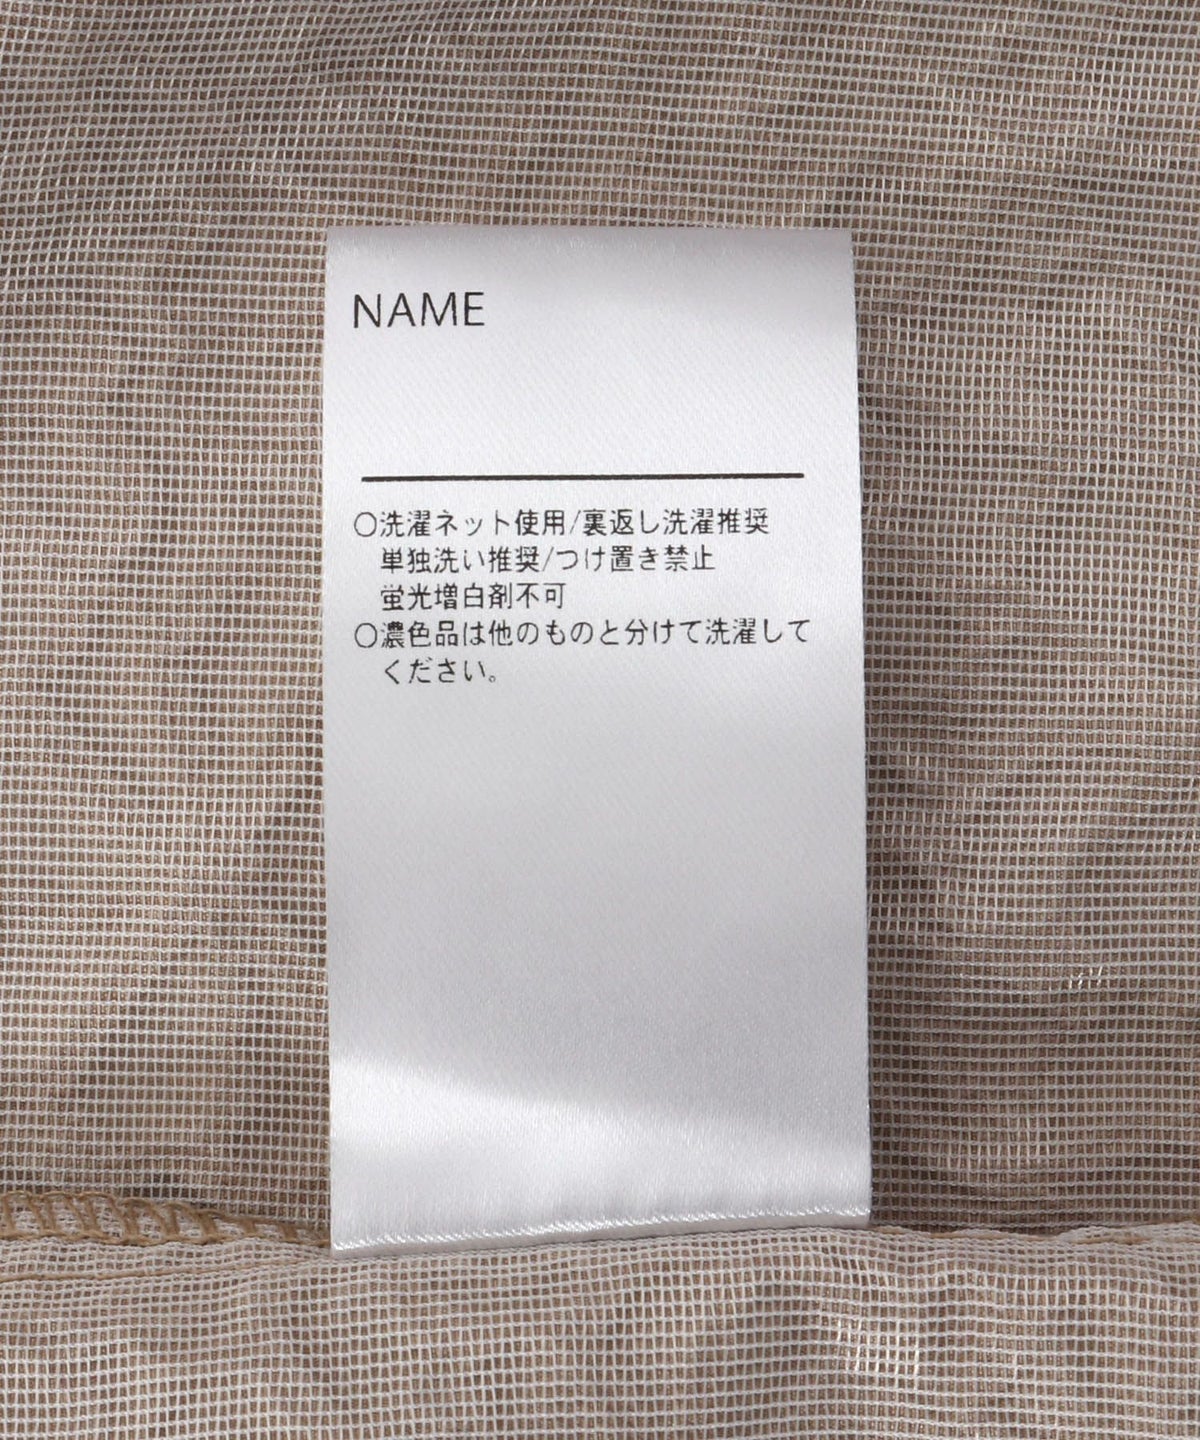 NAME
○洗濯ネット使用/裏返し洗濯推奨
単独洗い推奨/つけ置き禁止
蛍光増白剤不可
○濃色品は他のものと分けて洗濯して
ください。